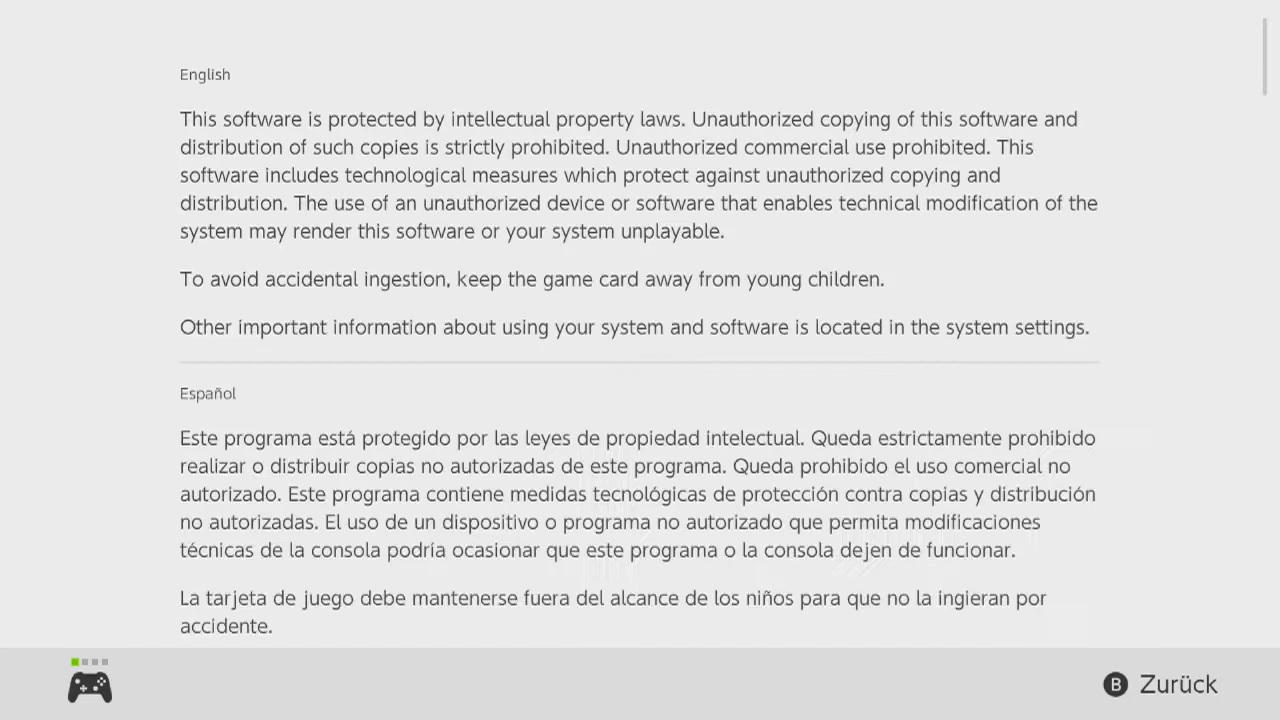 English
This software is protected by intellectual property laws. Unauthorized copying of this software and
distribution of such copies is strictly prohibited. Unauthorized commercial use prohibited. This
software includes technological measures which protect against unauthorized copying and
distribution. The use of an unauthorized device or software that enables technical modification of the
system may render this software or your system unplayable.
To avoid accidental ingestion, keep the game card away from young children.
Other important information about using your system and software is located in the system settings.
Español
Este programa está protegido por las leyes de propiedad intelectual. Queda estrictamente prohibido
realizar o distribuir copias no autorizadas de este programa. Queda prohibido el uso comercial no
autorizado. Este programa contiene medidas tecnológicas de protección contra copias y distribución
no autorizadas. El uso de un dispositivo o programa no autorizado que permita modificaciones
técnicas de la consola podría ocasionar que este programa o la consola dejen de funcionar.
La tarjeta de juego debe mantenerse fuera del alcance de los niños para que no la ingieran por
accidente.
B Zurück